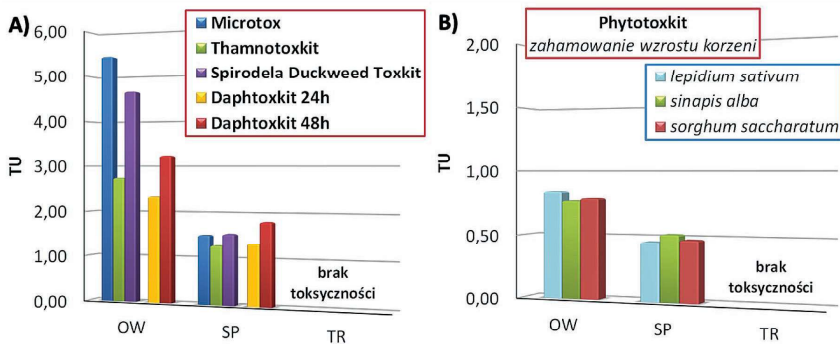 A)
6,00
5,00
4,00
3,00
2,00
1,00
0,00
TU
Microtox
Thamnotoxkit
Spirodela Duckweed Toxkit
Daphtoxkit 24h
Daphtoxkit 48h
brak
toksyczności
OW
SP
TR
B)
2,00
1,50
1,00
0,50
0,00
TU
Phytotoxkit
zahamowanie wzrostu korzeni
lepidium sativum
sinapis alba
sorghum saccharatum
brak
toksyczności
OW
SP
TR